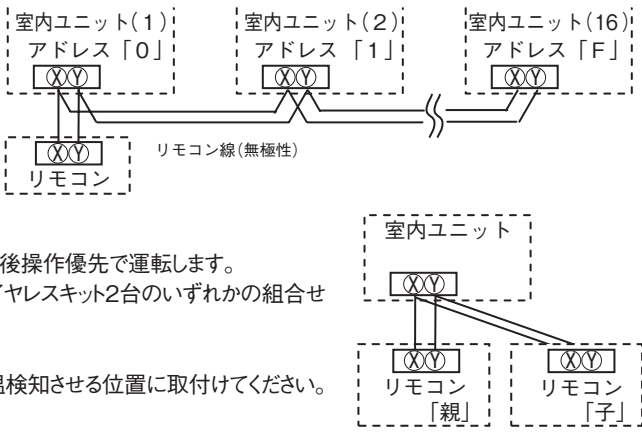 室内ユニット(1) 室内ユニット(2) 室内ユニット(16)
アドレス「0」 アドレス「1」 アドレス「F」
ⓍⓎ ⓍⓎ ⓍⓎ
ⓍⓎ
リモコン
リモコン線(無極性)
後操作優先で運転します。
イヤレスキット2台のいずれかの組合せ
温検知させる位置に取付けてください。
室内ユニット
ⓍⓎ
ⓍⓎ ⓍⓎ
リモコン リモコン
「親」 「子」